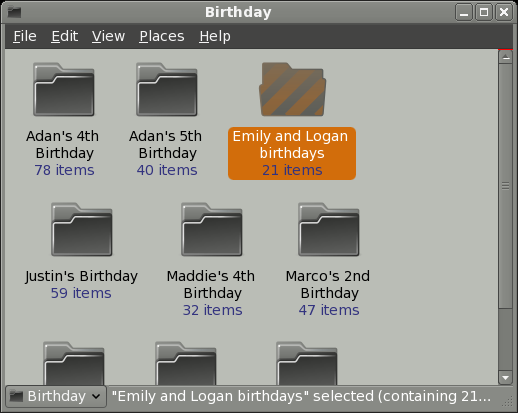 Birthday
File Edit View Places Help
Adan's 4th
Birthday
78 items
Adan's 5th
Birthday
40 items
Emily and Logan
birthdays
21 items
Justin's Birthday
59 items
Maddie's 4th
Birthday
32 items
Marco's 2nd
Birthday
47 items
Birthday "Emily and Logan birthdays" selected (containing 21...